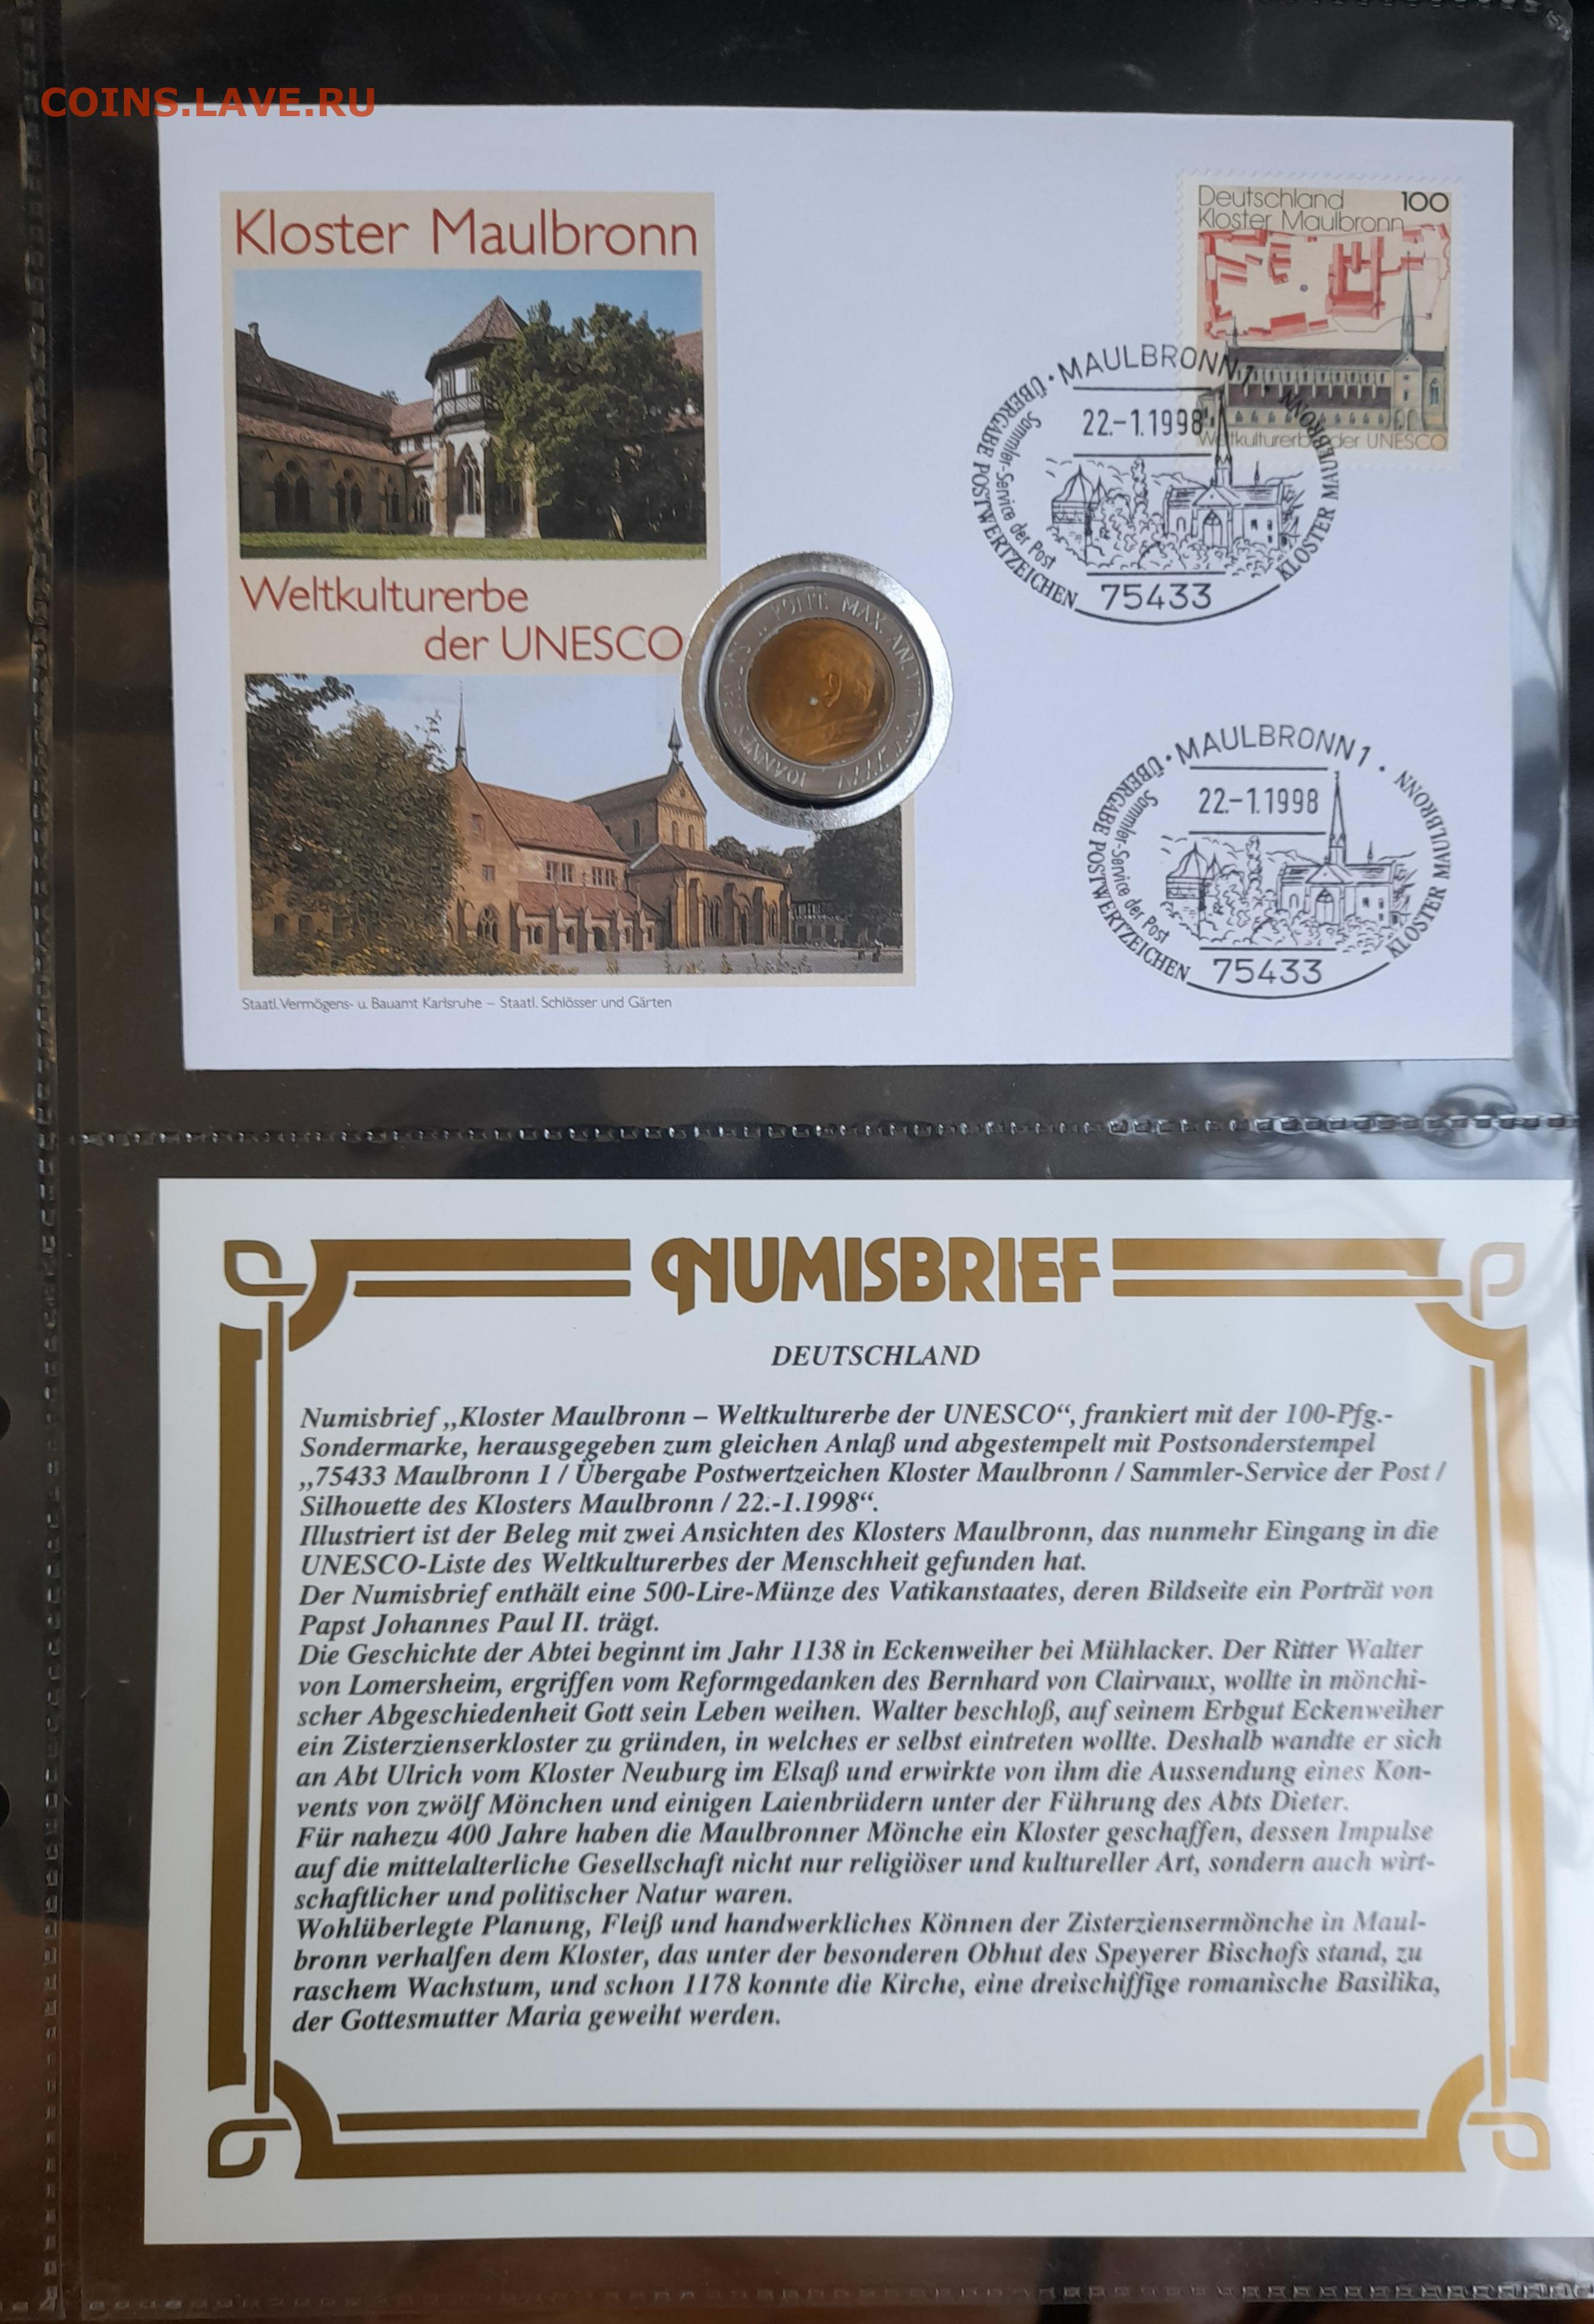 COINS.LAVE.RU
Kloster Maulbronn
Weltkulturerbe
der UNESCO
Staatl. Vermögens- u. Bauamt Karlsruhe – Staatl. Schlösser und Gärten
Deutschland 100
Kloster Maulbronn
Weltkulturerbe der UNESCO
MAULBRONN 1
22.–1.1998
ÜBERGABE POSTWERTZEICHEN KLOSTER MAULBRONN
Sammler-Service der Post
75433
PONT. MAX. AN.
MAULBRONN 1
22.–1.1998
ÜBERGABE POSTWERTZEICHEN KLOSTER MAULBRONN
Sammler-Service der Post
75433
NUMISBRIEF
DEUTSCHLAND
Numisbrief „Kloster Maulbronn – Weltkulturerbe der UNESCO“, frankiert mit der 100-Pfg.-
Sondermarke, herausgegeben zum gleichen Anlaß und abgestempelt mit Postsonderstempel
„75433 Maulbronn 1 / Übergabe Postwertzeichen Kloster Maulbronn / Sammler-Service der Post /
Silhouette des Klosters Maulbronn / 22.-1.1998“.
Illustriert ist der Beleg mit zwei Ansichten des Klosters Maulbronn, das nunmehr Eingang in die
UNESCO-Liste des Weltkulturerbes der Menschheit gefunden hat.
Der Numisbrief enthält eine 500-Lire-Münze des Vatikanstaates, deren Bildseite ein Porträt von
Papst Johannes Paul II. trägt.
Die Geschichte der Abtei beginnt im Jahr 1138 in Eckenweiher bei Mühlacker. Der Ritter Walter
von Lomersheim, ergriffen vom Reformgedanken des Bernhard von Clairvaux, wollte in mönchi-
scher Abgeschiedenheit Gott sein Leben weihen. Walter beschloß, auf seinem Erbgut Eckenweiher
ein Zisterzienserkloster zu gründen, in welches er selbst eintreten wollte. Deshalb wandte er sich
an Abt Ulrich vom Kloster Neuburg im Elsaß und erwirkte von ihm die Aussendung eines Kon-
vents von zwölf Mönchen und einigen Laienbrüdern unter der Führung des Abts Dieter.
Für nahezu 400 Jahre haben die Maulbronner Mönche ein Kloster geschaffen, dessen Impulse
auf die mittelalterliche Gesellschaft nicht nur religiöser und kultureller Art, sondern auch wirt-
schaftlicher und politischer Natur waren.
Wohlüberlegte Planung, Fleiß und handwerkliches Können der Zisterziensermönche in Maul-
bronn verhalfen dem Kloster, das unter der besonderen Obhut des Speyerer Bischofs stand, zu
raschem Wachstum, und schon 1178 konnte die Kirche, eine dreischiffige romanische Basilika,
der Gottesmutter Maria geweiht werden.